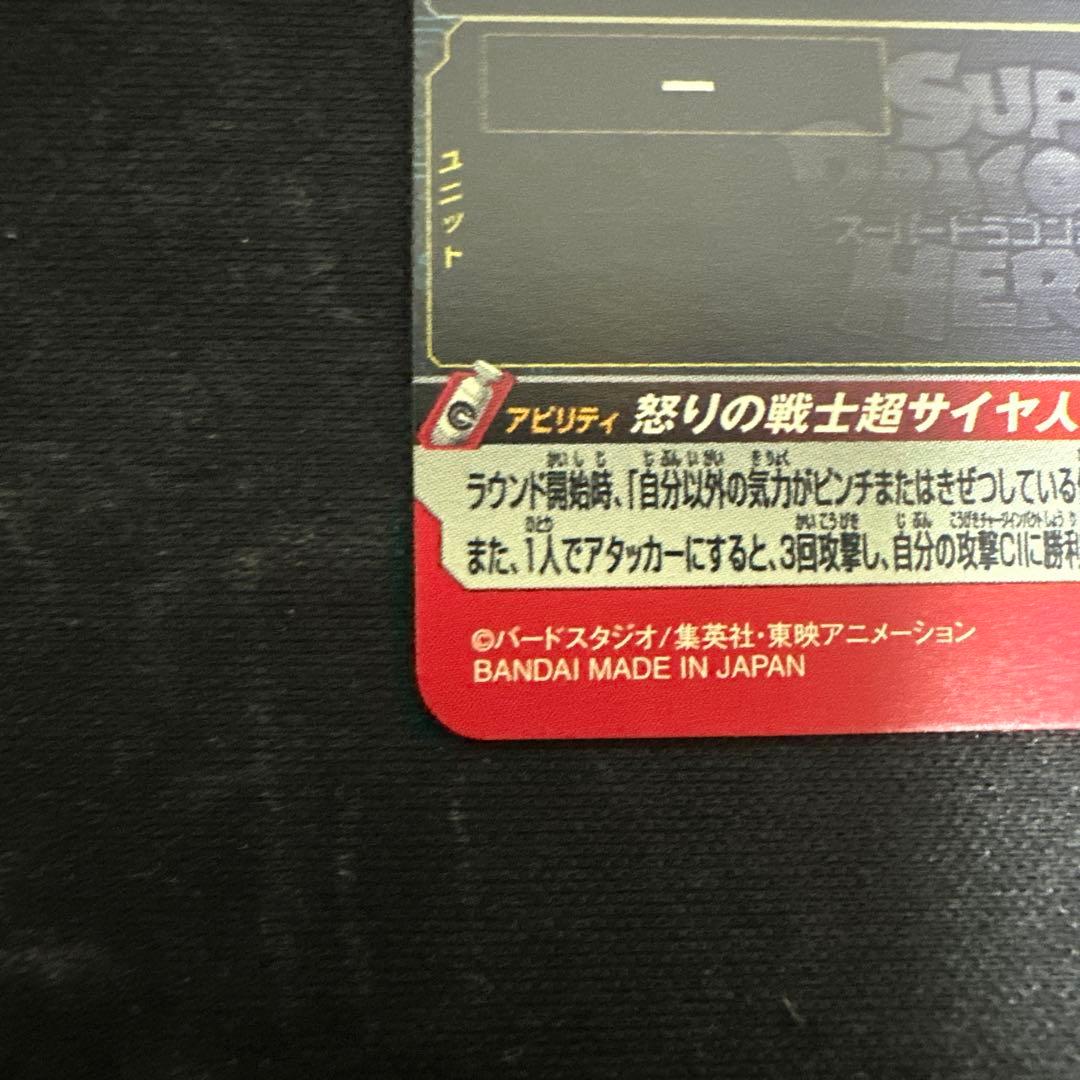 ー
SUP
スーパードラゴン
HER
ユニット
C
アビリティ 怒りの戦士超サイヤ人
ラウンド開始時、「自分以外の気力がピンチまたはきぜつしている
また、1人でアタッカーにすると、3回攻撃し、自分の攻撃CIに勝利
©バードスタジオ/集英社・東映アニメーション
BANDAI MADE IN JAPAN